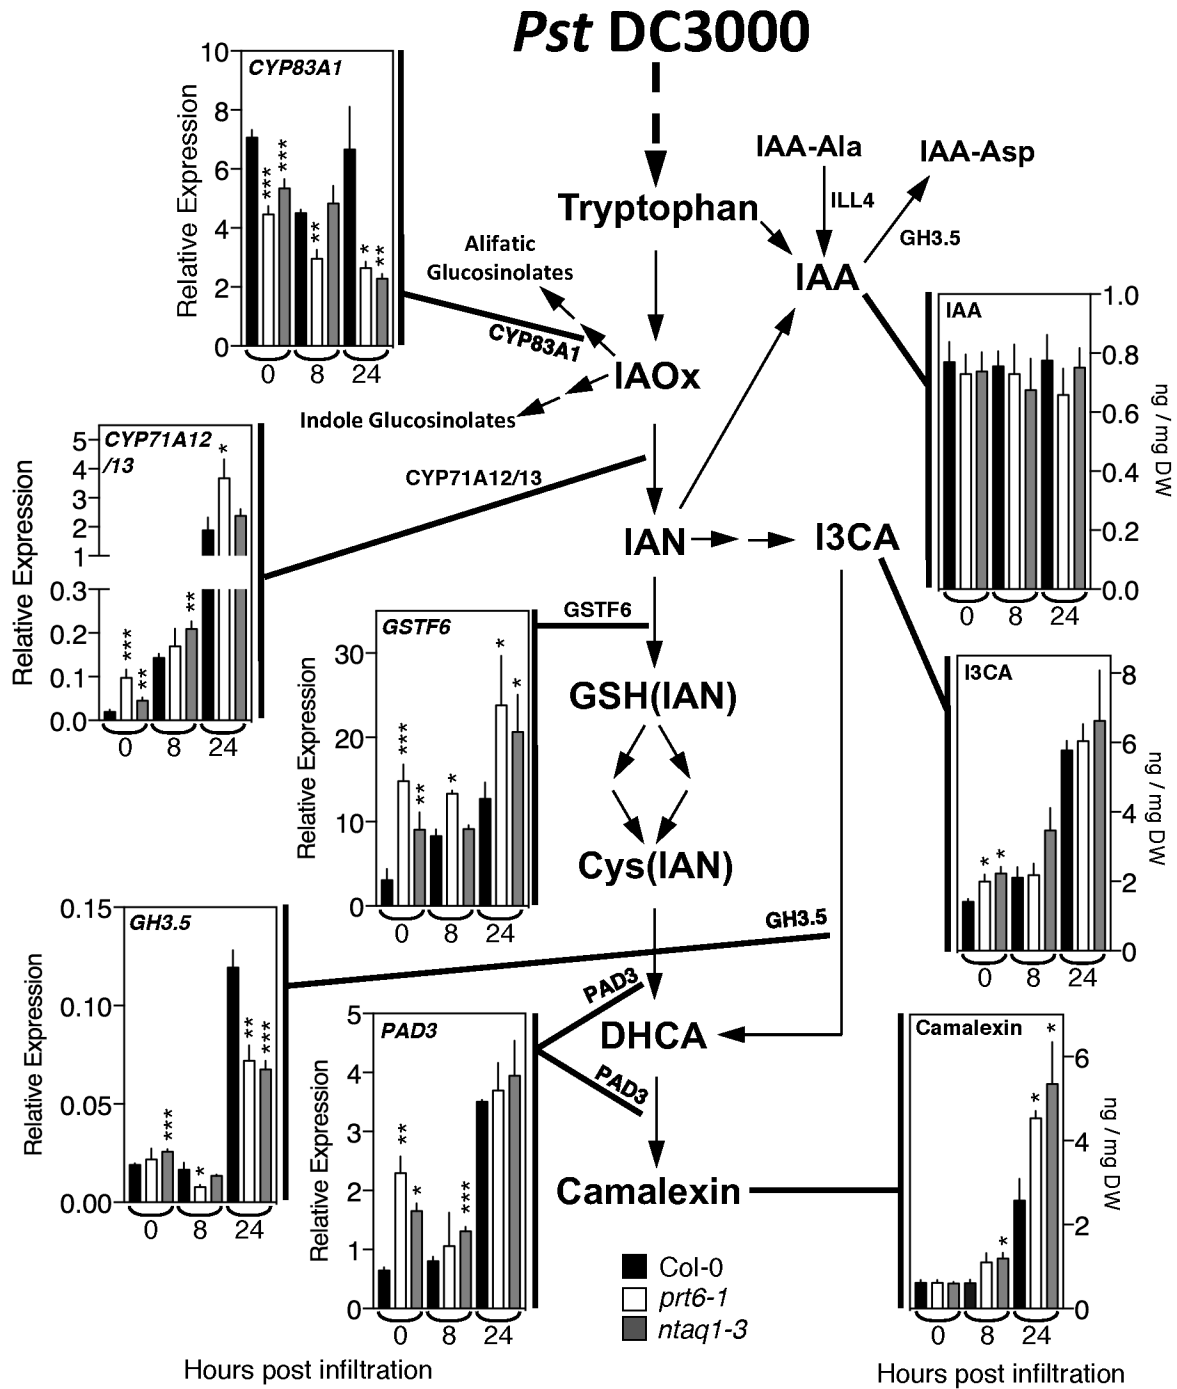 Pst DC3000
CYP83A1
Relative Expression
10
8
6
4
2
0
***
***
**
*
**
0 8 24
IAA-Ala
IAA-Asp
ILL4
GH3.5
Tryptophan
IAA
Alifatic
Glucosinolates
CYP83A1
IAOx
Indole Glucosinolates
IAA
1.0
0.8
0.6
0.4
0.2
0.0
ng / mg DW
0 8 24
CYP71A12
/13
Relative Expression
5
4
3
2
1
*
Relative Expression
0.3
0.2
0.1
0.0
***
**
**
0 8 24
CYP71A12/13
IAN
I3CA
GSTF6
GSTF6
Relative Expression
30
20
10
0
***
**
*
*
*
0 8 24
GSH(IAN)
Cys(IAN)
I3CA
8
6
4
2
0
ng / mg DW
*
*
0 8 24
GH3.5
GH3.5
Relative Expression
0.15
0.10
0.05
0.00
***
*
**
***
0 8 24
PAD3
DHCA
PAD3
PAD3
Relative Expression
5
4
3
2
1
0
**
*
***
0 8 24
Camalexin
Camalexin
6
4
2
0
ng / mg DW
*
*
*
0 8 24
Col-0
prt6-1
ntaq1-3
Hours post infiltration
Hours post infiltration